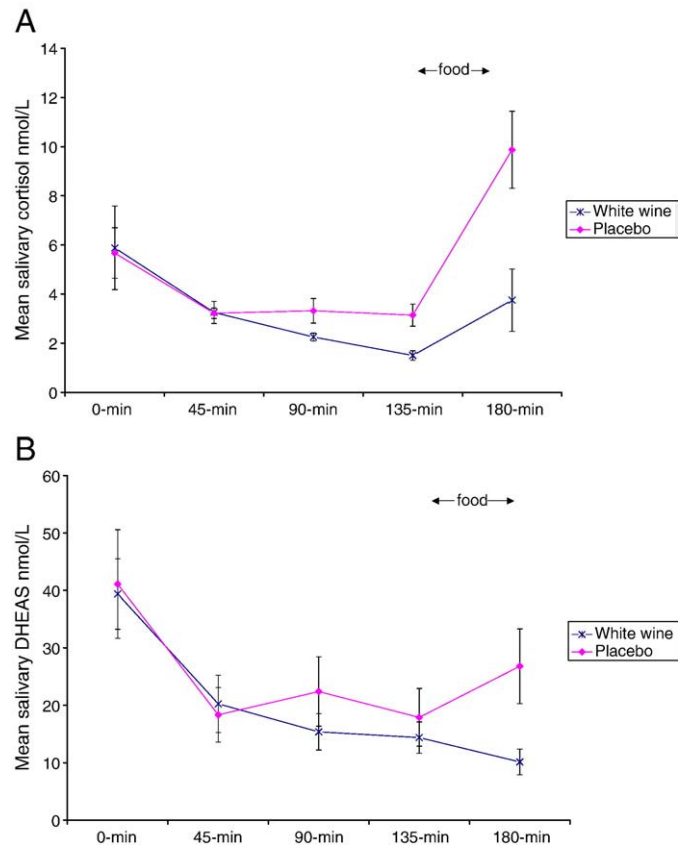 A
Mean salivary cortisol nmol/L
14
12
10
8
6
4
2
0
food
White wine
Placebo
0-min 45-min 90-min 135-min 180-min
B
Mean salivary DHEAS nmol/L
60
50
40
30
20
10
0
food
White wine
Placebo
0-min 45-min 90-min 135-min 180-min